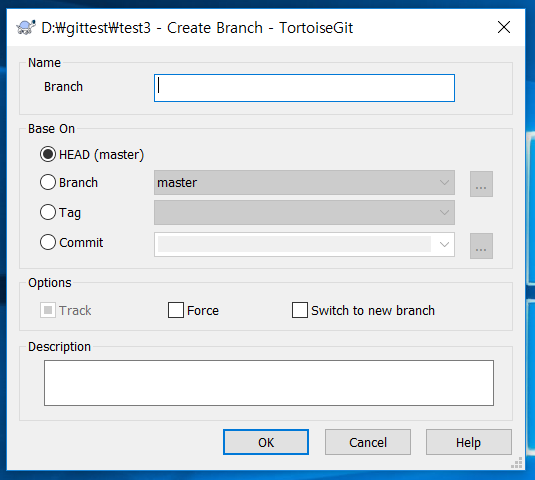 D:₩gittest₩test3 - Create Branch - TortoiseGit
Name
Branch
Base On
HEAD (master)
Branch master ...
Tag
Commit ...
Options
Track Force Switch to new branch
Description
OK Cancel Help